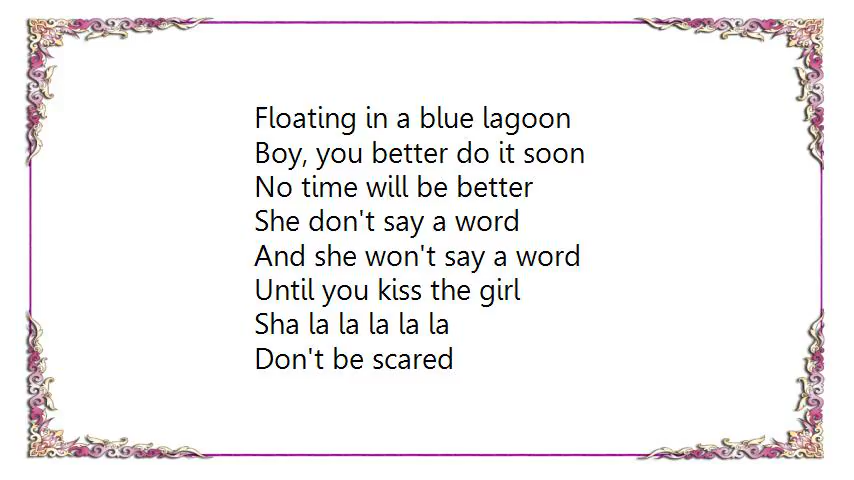 Floating in a blue lagoon
Boy, you better do it soon
No time will be better
She don't say a word
And she won't say a word
Until you kiss the girl
Sha la la la la la
Don't be scared